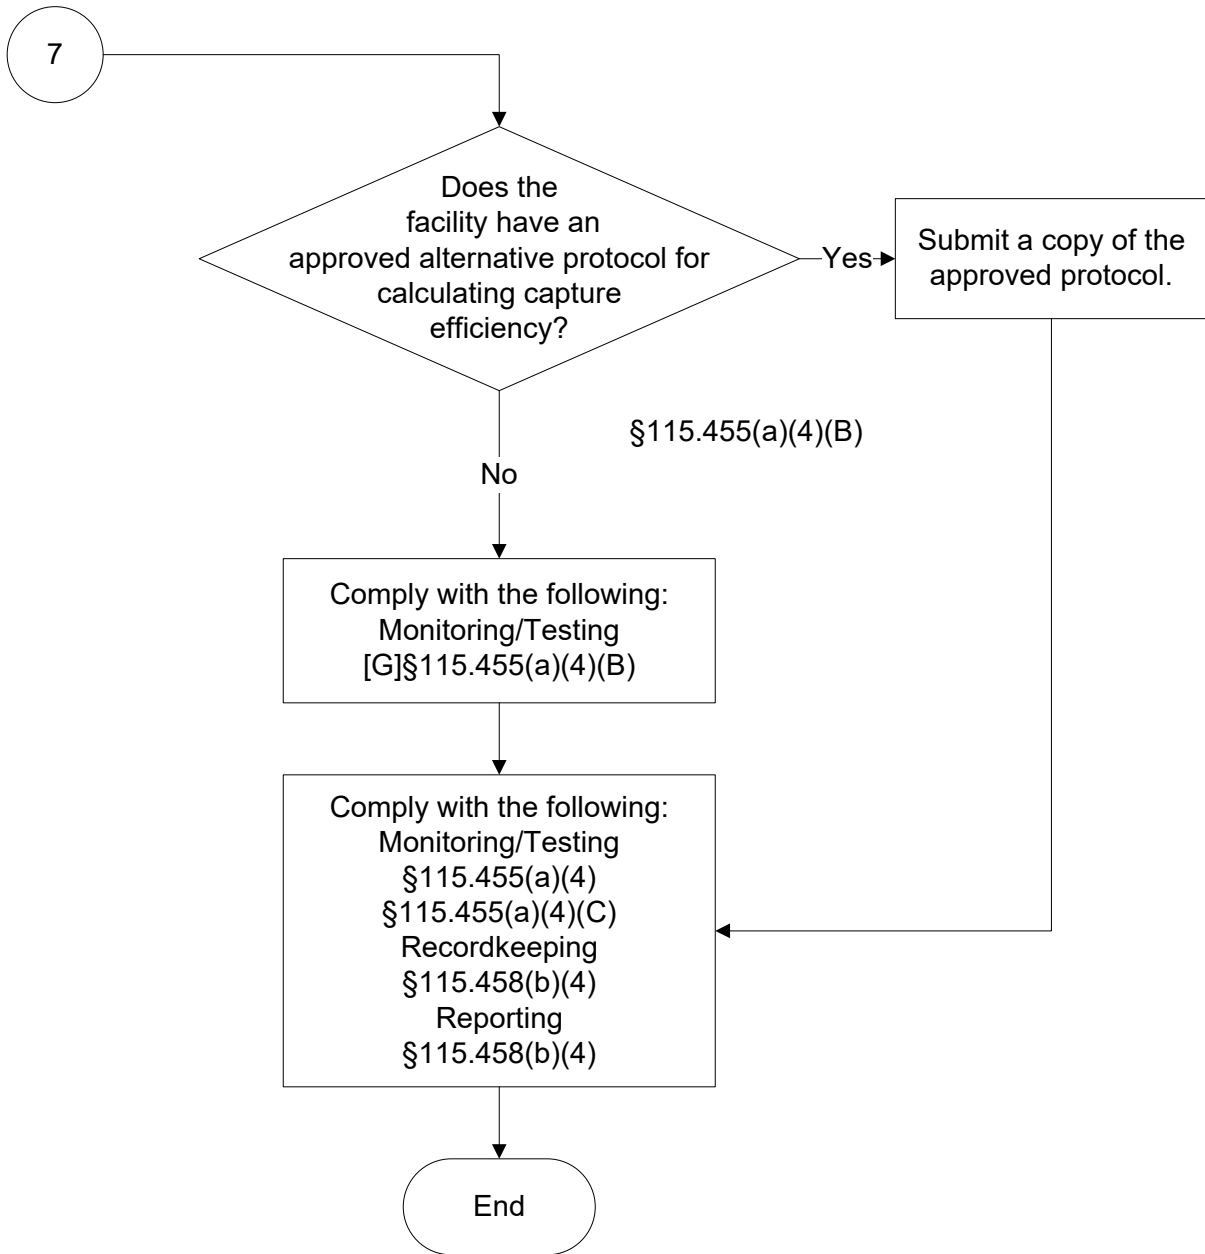 7
Does the
facility have an
approved alternative protocol for
calculating capture
efficiency?
Yes
Submit a copy of the
approved protocol.
§115.455(a)(4)(B)
No
Comply with the following:
Monitoring/Testing
[G]§115.455(a)(4)(B)
Comply with the following:
Monitoring/Testing
§115.455(a)(4)
§115.455(a)(4)(C)
Recordkeeping
§115.458(b)(4)
Reporting
§115.458(b)(4)
End